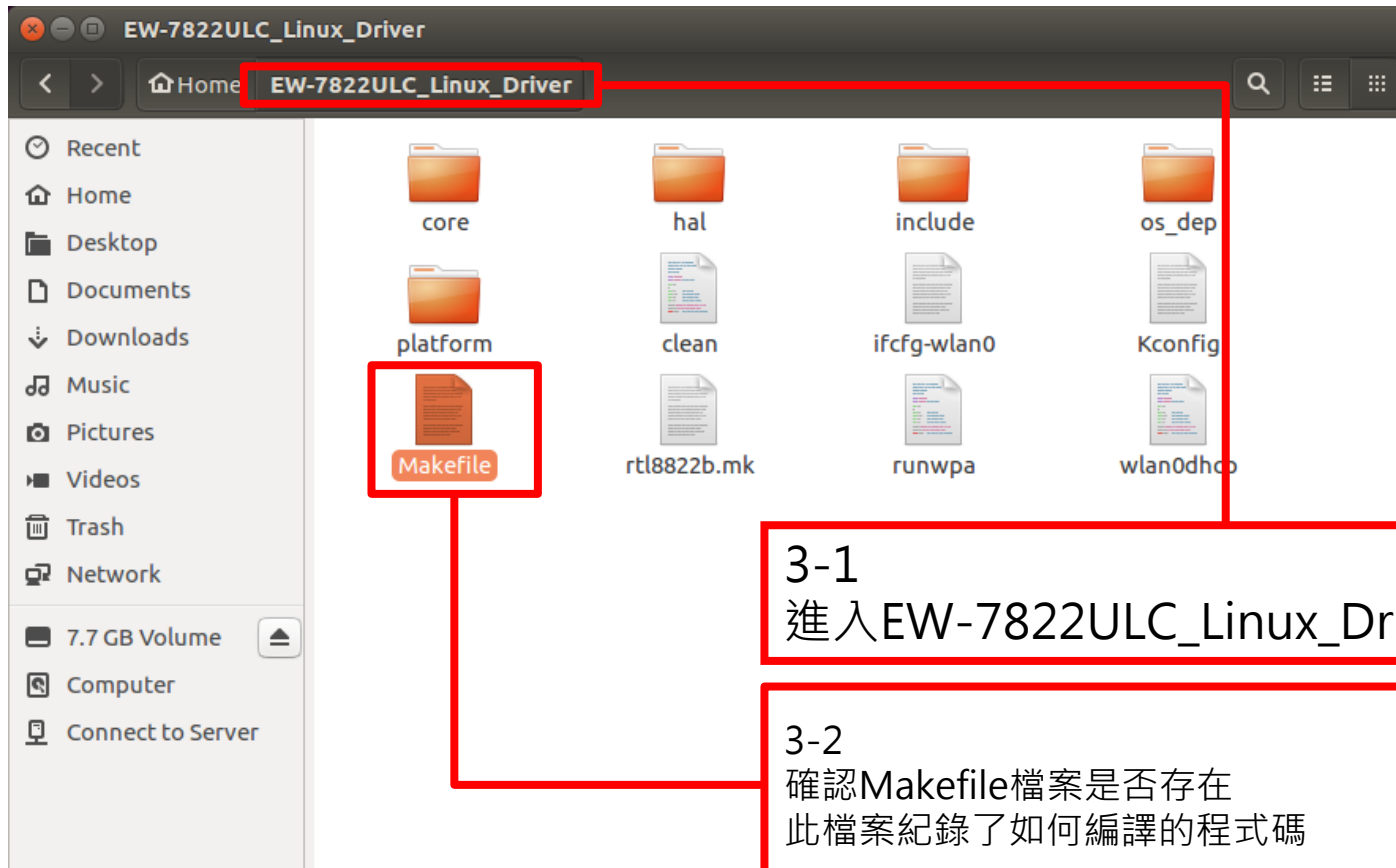 EW-7822ULC_Linux_Driver
Home EW-7822ULC_Linux_Driver
Recent
Home
Desktop
Documents
Downloads
Music
Pictures
Videos
Trash
Network
7.7 GB Volume
Computer
Connect to Server
core hal include os_dep
platform clean ifcfg-wlan0 Kconfig
Makefile rtl8822b.mk runwpa wlan0dhcp
3-1
進入EW-7822ULC_Linux_Dr
3-2
確認Makefile檔案是否存在
此檔案紀錄了如何編譯的程式碼